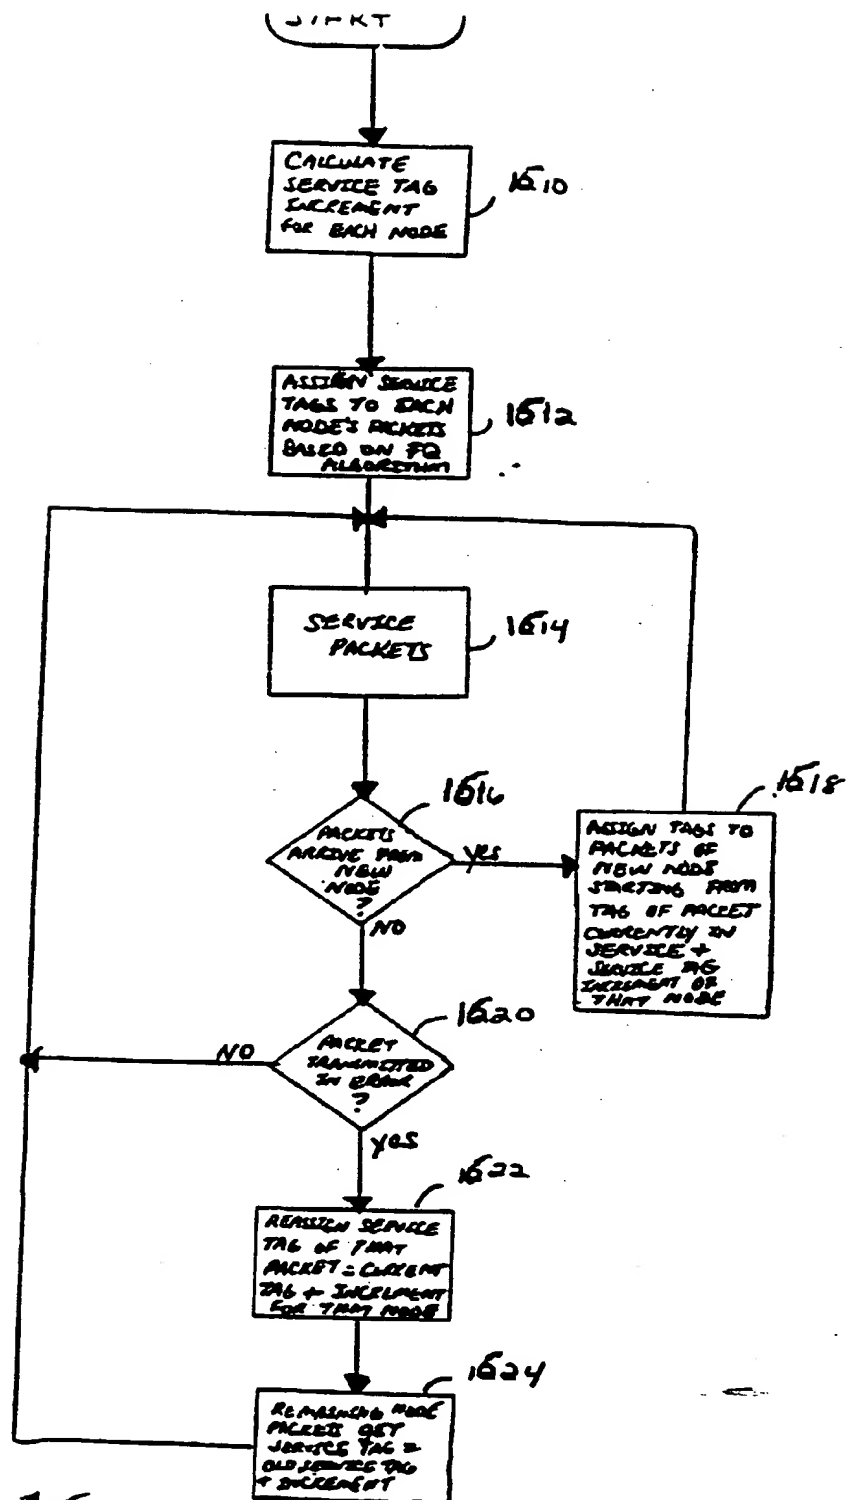 START
CALCULATE
SERVICE TAG
INCREMENT
FOR EACH NODE
1610
ASSIGN SERVICE
TAGS TO EACH
NODE'S PACKETS
BASED ON FQ
ALGORITHM
1612
SERVICE
PACKETS
1614
1616
PACKETS
ARRIVE FROM
NEW
NODE
?
YES
NO
1618
ASSIGN TAGS TO
PACKETS OF
NEW NODE
STARTING FROM
TAG OF PACKET
CURRENTLY IN
SERVICE +
SERVICE TAG
INCREMENT OF
THAT NODE
1620
PACKET
TRANSMITTED
IN ERROR
?
NO
YES
1622
REASSIGN SERVICE
TAG OF THAT
PACKET = CURRENT
TAG + INCREMENT
FOR THAT NODE
1624
REMAINING NODE
PACKETS GET
SERVICE TAG =
OLD SERVICE TAG
+ INCREMENT